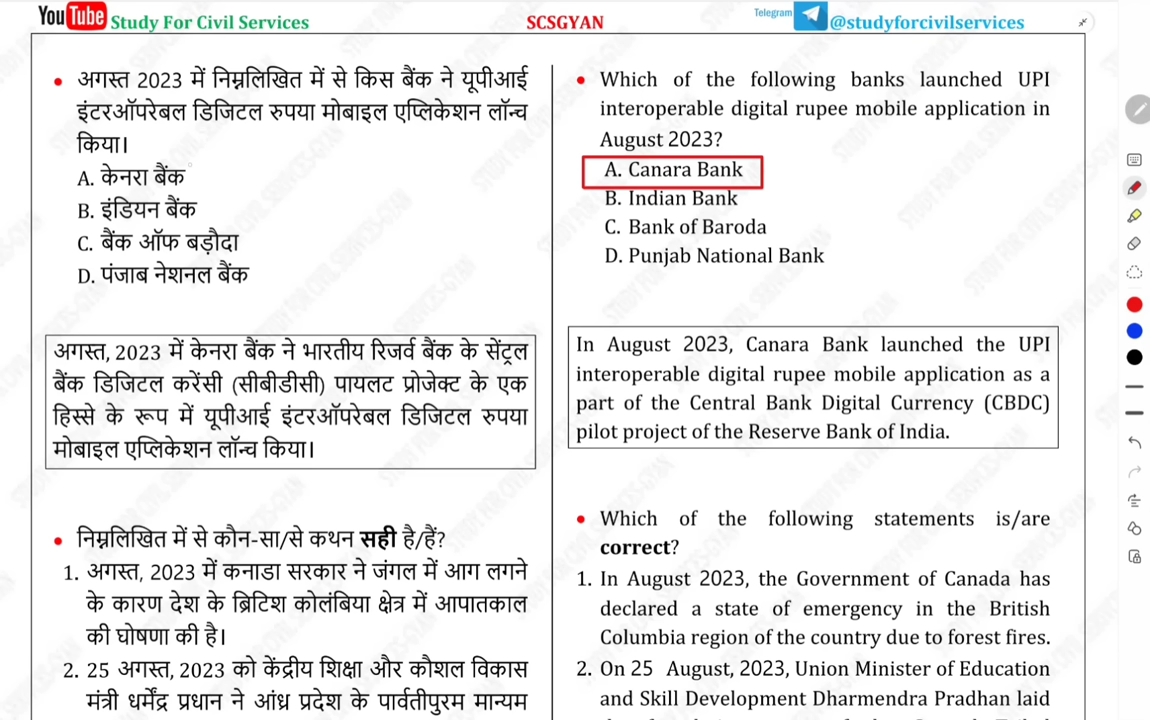 YouTube Study For Civil Services
SCSGYAN
Telegram @studyforcivilservices
• अगस्त 2023 में निम्नलिखित में से किस बैंक ने यूपीआई
इंटरऑपरेबल डिजिटल रुपया मोबाइल एप्लिकेशन लॉन्च
किया।
A. केनरा बैंक
B. इंडियन बैंक
C. बैंक ऑफ बड़ौदा
D. पंजाब नेशनल बैंक
अगस्त, 2023 में केनरा बैंक ने भारतीय रिजर्व बैंक के सेंट्रल
बैंक डिजिटल करेंसी (सीबीडीसी) पायलट प्रोजेक्ट के एक
हिस्से के रूप में यूपीआई इंटरऑपरेबल डिजिटल रुपया
मोबाइल एप्लिकेशन लॉन्च किया।
• निम्नलिखित में से कौन-सा/से कथन सही है/हैं?
1. अगस्त, 2023 में कनाडा सरकार ने जंगल में आग लगने
के कारण देश के ब्रिटिश कोलंबिया क्षेत्र में आपातकाल
की घोषणा की है।
2. 25 अगस्त, 2023 को केंद्रीय शिक्षा और कौशल विकास
मंत्री धर्मेंद्र प्रधान ने आंध्र प्रदेश के पार्वतीपुरम मान्यम
• Which of the following banks launched UPI
interoperable digital rupee mobile application in
August 2023?
A. Canara Bank
B. Indian Bank
C. Bank of Baroda
D. Punjab National Bank
In August 2023, Canara Bank launched the UPI
interoperable digital rupee mobile application as a
part of the Central Bank Digital Currency (CBDC)
pilot project of the Reserve Bank of India.
• Which of the following statements is/are
correct?
1. In August 2023, the Government of Canada has
declared a state of emergency in the British
Columbia region of the country due to forest fires.
2. On 25 August, 2023, Union Minister of Education
and Skill Development Dharmendra Pradhan laid